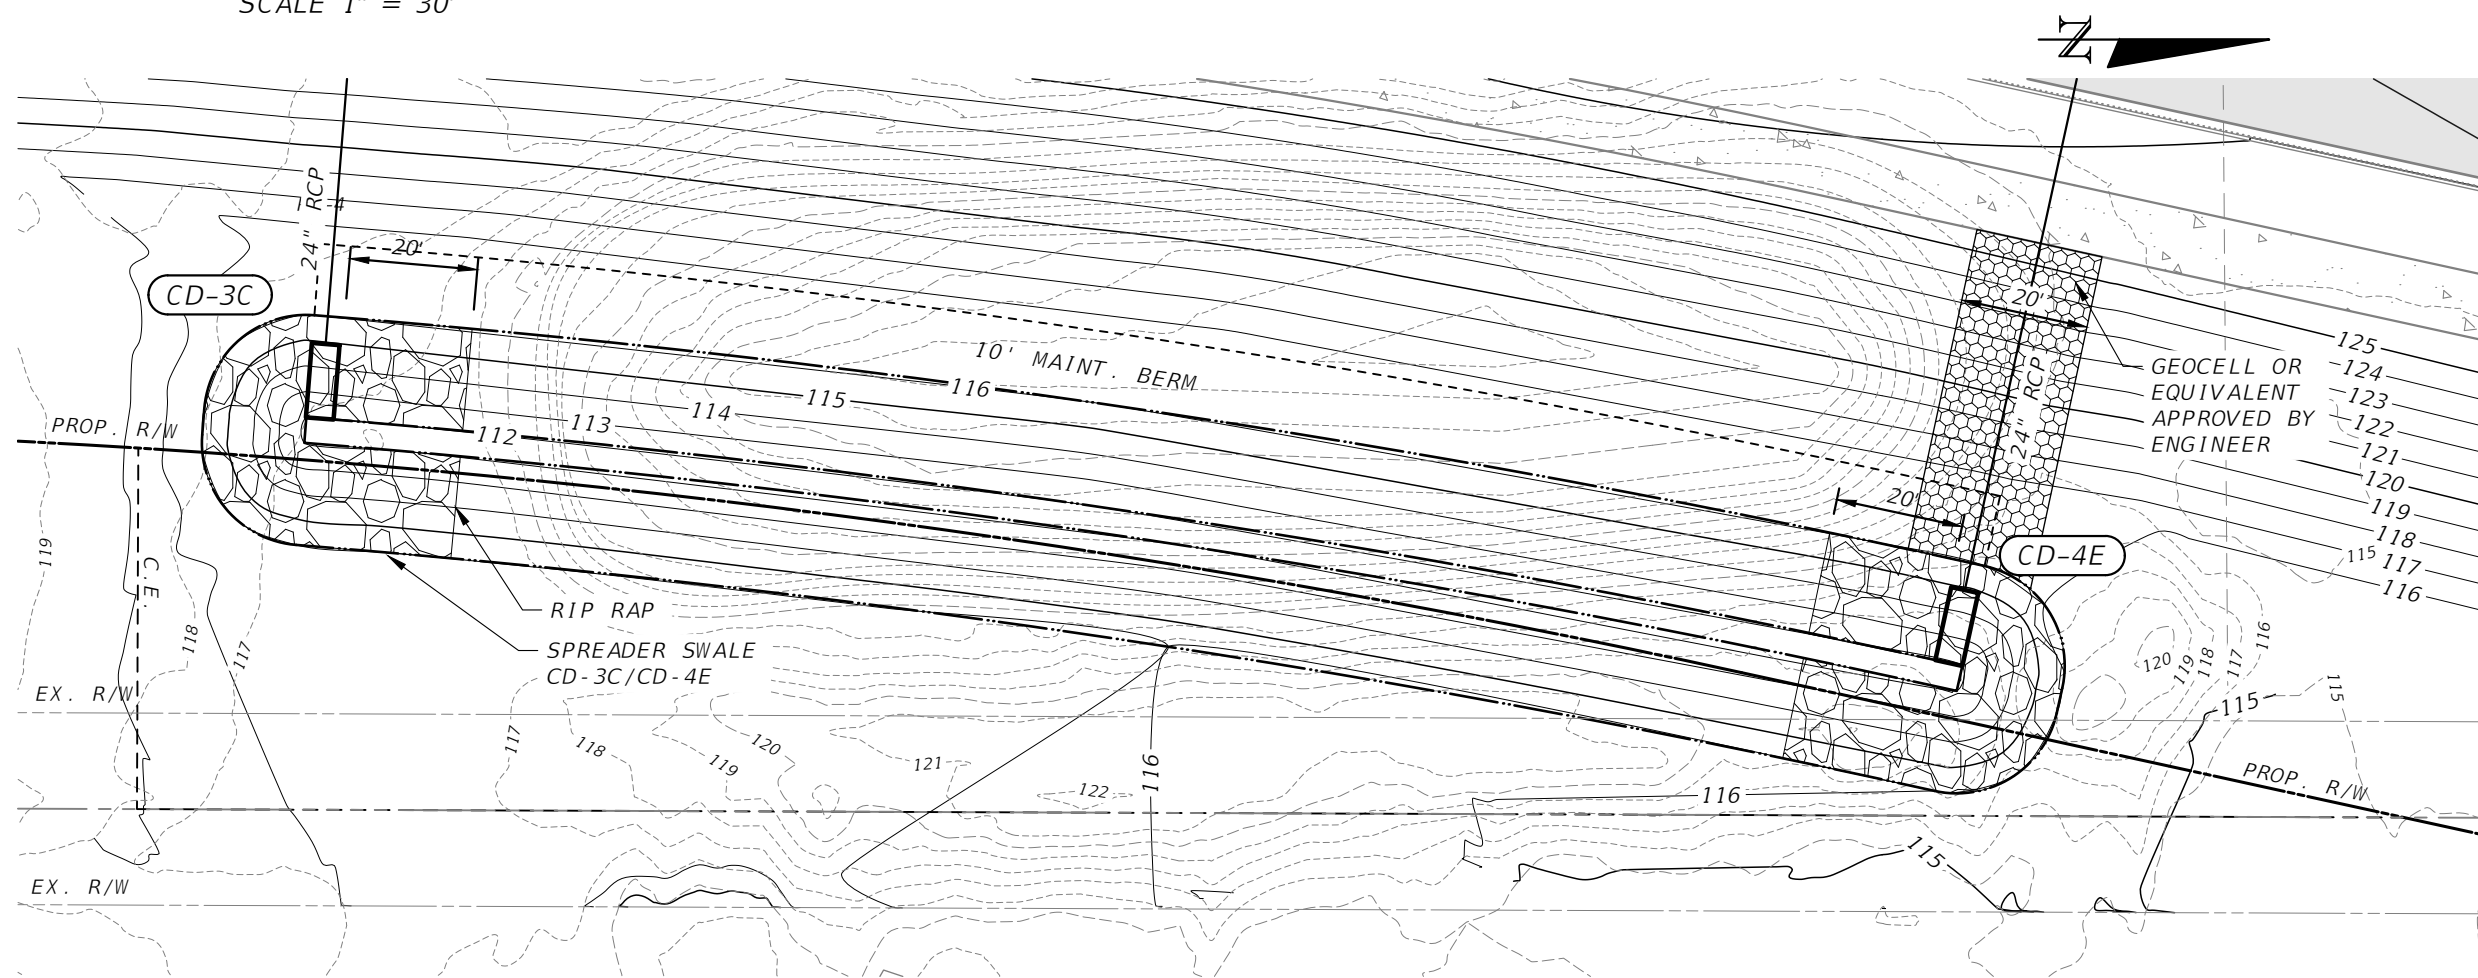 SCALE 1" = 30'
N
24" RCP
20'
CD-3C
10' MAINT. BERM
116
115
114
113
112
PROP. R/W
20'
24" RCP
GEOCELL OR
EQUIVALENT
APPROVED BY
ENGINEER
125
124
123
122
121
120
119
118
117
116
115
20'
CD-4E
119
C.E.
118
117
RIP RAP
SPREADER SWALE
CD-3C/CD-4E
EX. R/W
117
118
119
120
121
122
116
116
115
120
119
118
117
116
115
115
PROP. R/W
EX. R/W